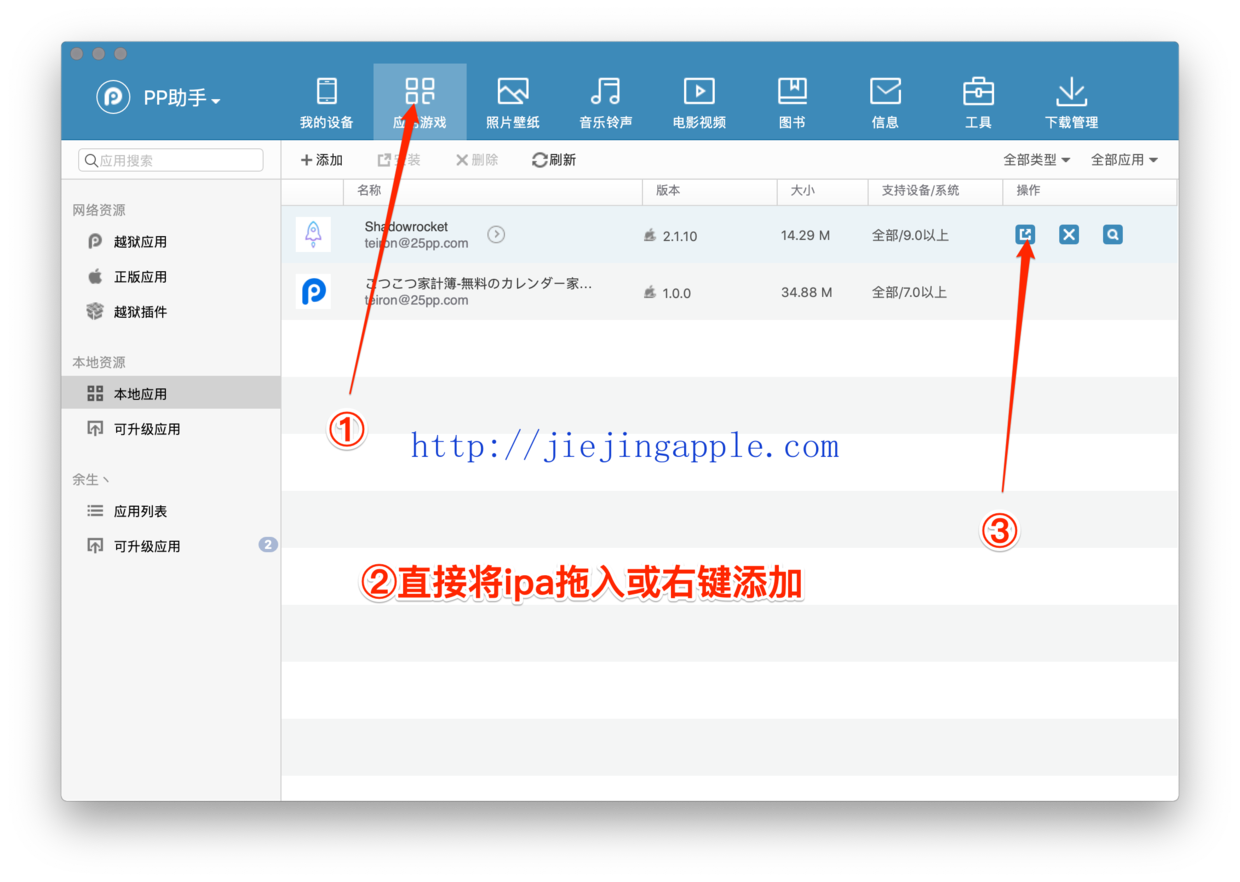 PP助手
我的设备
应用游戏
照片壁纸
音乐铃声
电影视频
图书
信息
工具
下载管理
应用搜索
添加
安装
删除
刷新
全部类型
全部应用
网络资源
越狱应用
正版应用
越狱插件
本地资源
本地应用
可升级应用
余生丶
应用列表
可升级应用 2
名称 版本 大小 支持设备/系统 操作
Shadowrocket
teiron@25pp.com
2.1.10 14.29 M 全部/9.0以上
こつこつ家計簿-無料のカレンダー家...
teiron@25pp.com
1.0.0 34.88 M 全部/7.0以上
①
http://jiejingapple.com
③
②直接将ipa拖入或右键添加